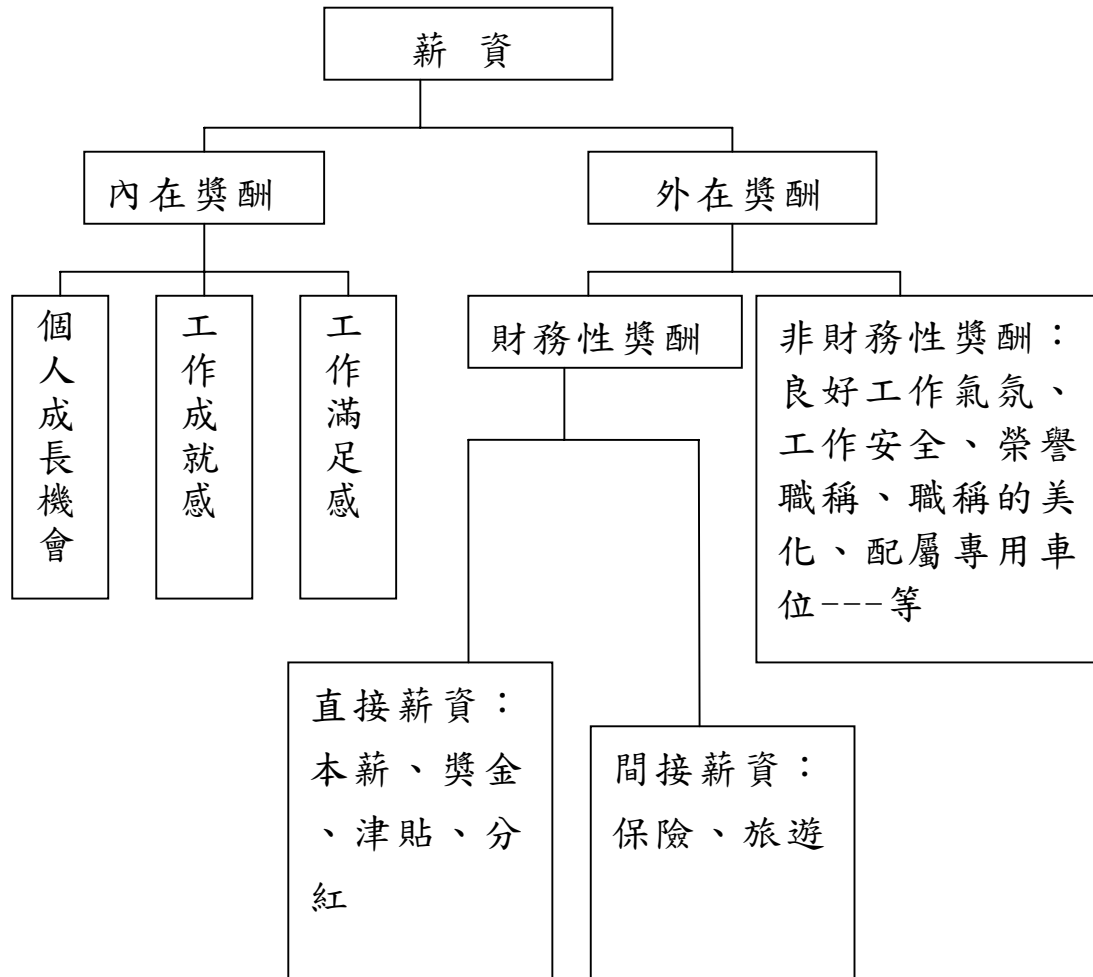 薪 資
內在獎酬
外在獎酬
個人成長機會
工作成就感
工作滿足感
財務性獎酬
非財務性獎酬：
良好工作氣氛、
工作安全、榮譽
職稱、職稱的美
化、配屬專用車
位---等
直接薪資：
本薪、獎金
、津貼、分
紅
間接薪資：
保險、旅遊